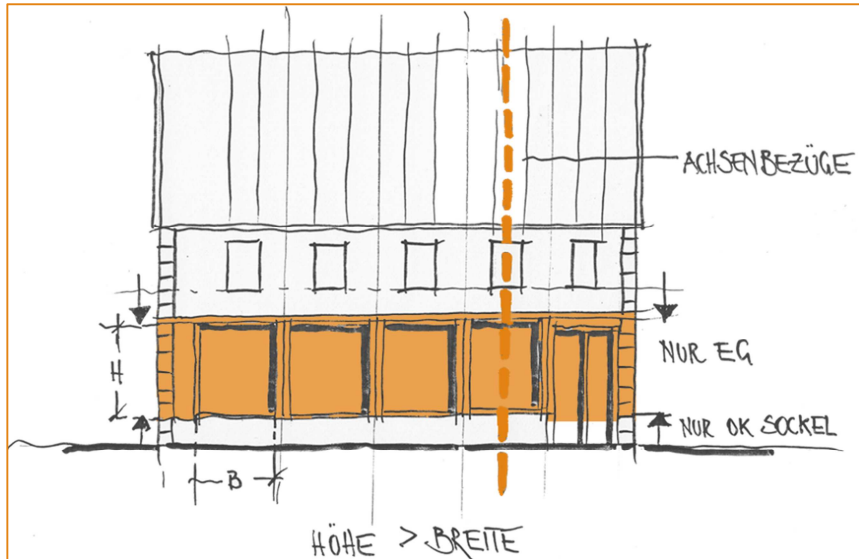 ACHSENBEZÜGE
H
NUR EG
NUR OK SOCKEL
B
HÖHE > BREITE